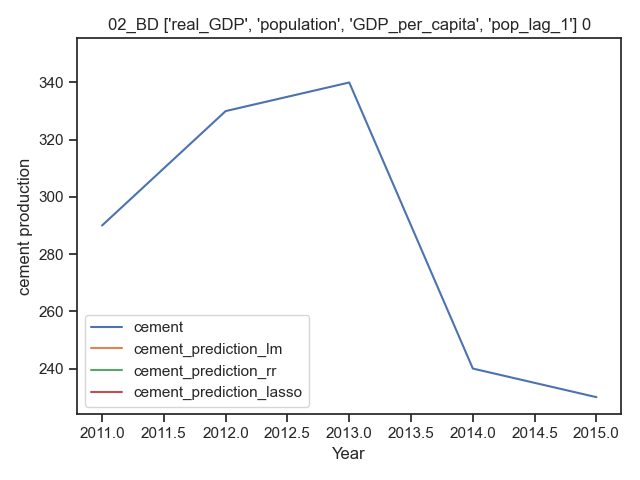 02_BD ['real_GDP', 'population', 'GDP_per_capita', 'pop_lag_1'] 0
cement production
340
320
300
280
260
240
cement
cement_prediction_lm
cement_prediction_rr
cement_prediction_lasso
2011.0 2011.5 2012.0 2012.5 2013.0 2013.5 2014.0 2014.5 2015.0
Year